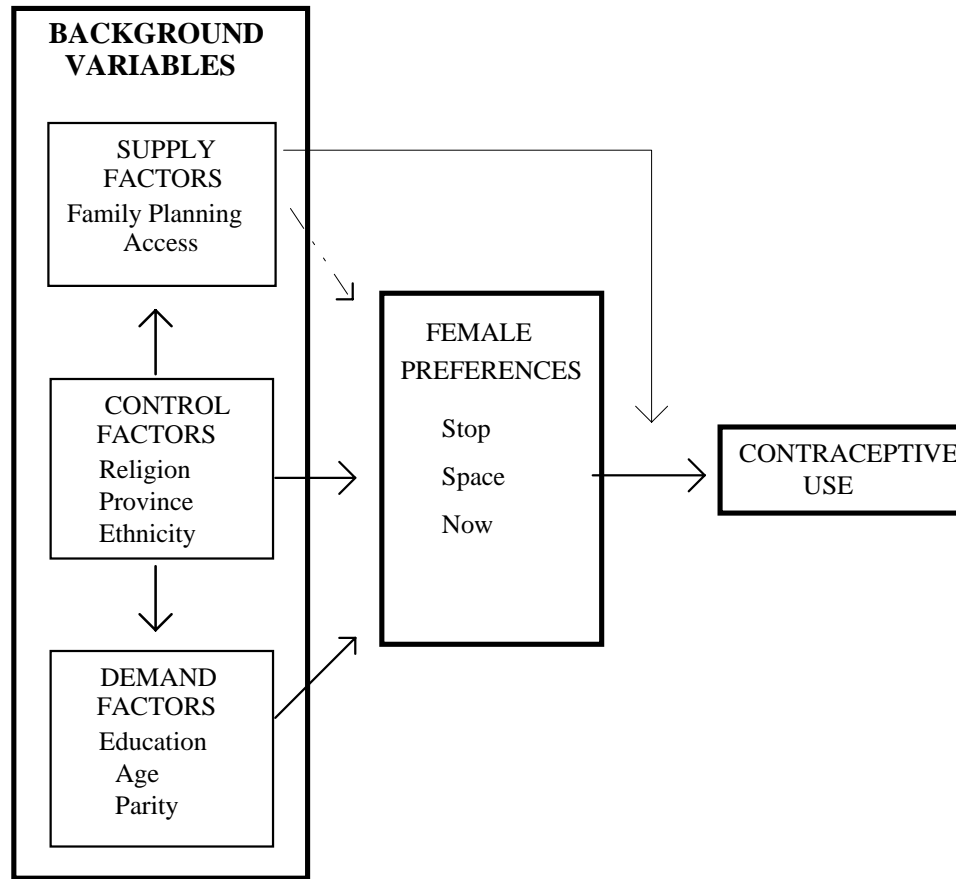 BACKGROUND
VARIABLES
SUPPLY
FACTORS
Family Planning
Access
CONTROL
FACTORS
Religion
Province
Ethnicity
DEMAND
FACTORS
Education
Age
Parity
FEMALE
PREFERENCES
Stop
Space
Now
CONTRACEPTIVE
USE